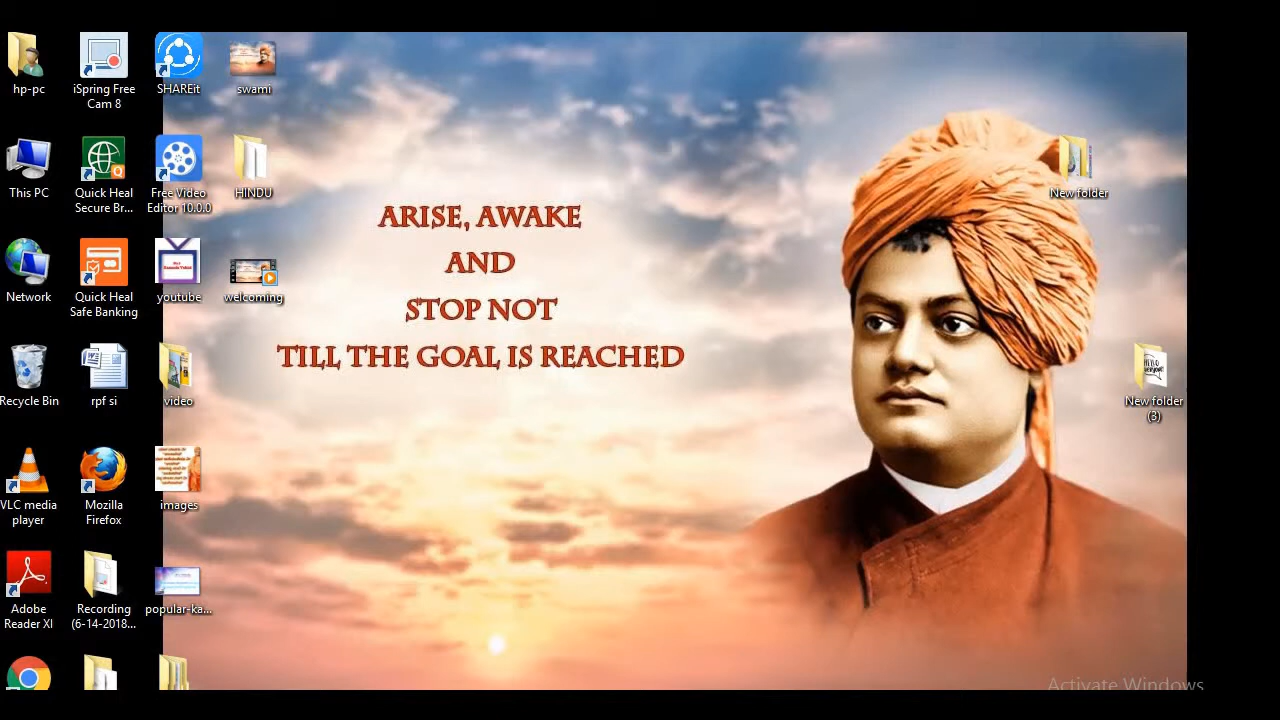 hp-pc
iSpring Free
Cam 8
SHAREit
swami
This PC
Quick Heal
Secure Br...
Free Video
Editor 10.0.0
HINDU
New folder
ARISE, AWAKE
AND
STOP NOT
TILL THE GOAL IS REACHED
Network
Quick Heal
Safe Banking
youtube
welcoming
Recycle Bin
rpf si
video
New folder
(3)
VLC media
player
Mozilla
Firefox
images
Adobe
Reader XI
Recording
(6-14-2018...
popular-ka...
Activate Windows